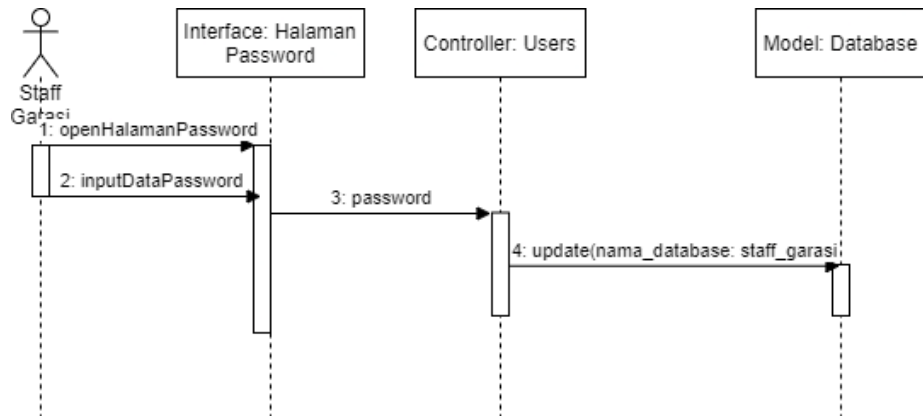 Interface: Halaman
Password
Controller: Users
Model: Database
Staff
Garasi
1: openHalamanPassword
2: inputDataPassword
3: password
4: update(nama_database: staff_garasi